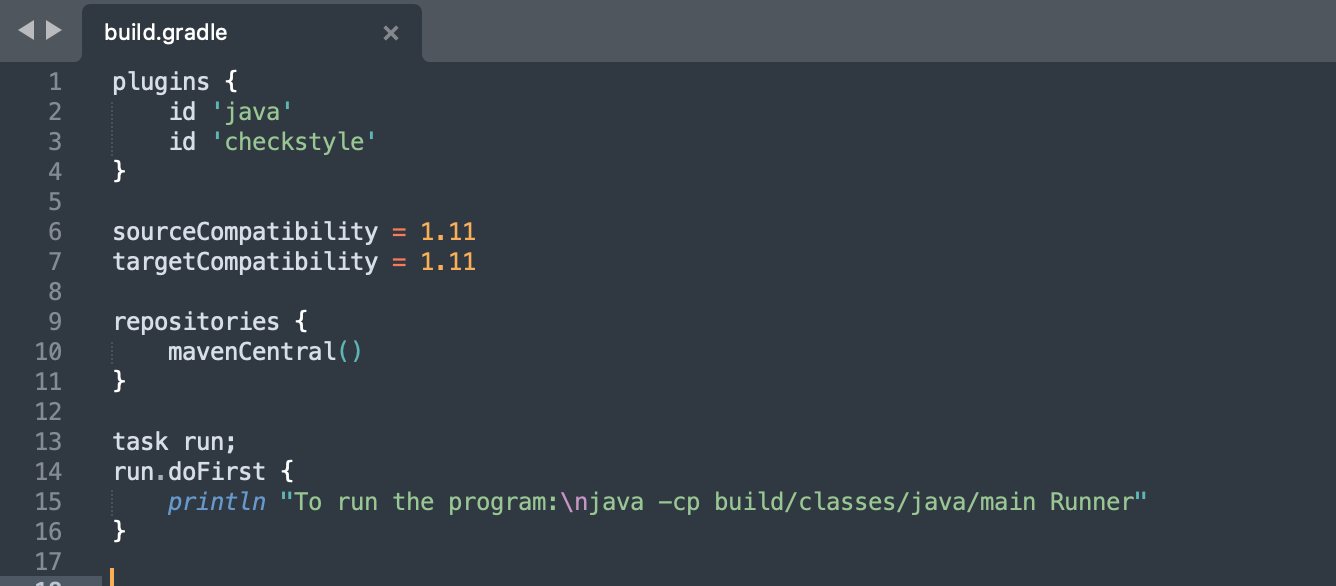 build.gradle ×
1 plugins {
2     id 'java'
3     id 'checkstyle'
4 }
5
6 sourceCompatibility = 1.11
7 targetCompatibility = 1.11
8
9 repositories {
10     mavenCentral()
11 }
12
13 task run;
14 run.doFirst {
15     println "To run the program:\njava -cp build/classes/java/main Runner"
16 }
17
18